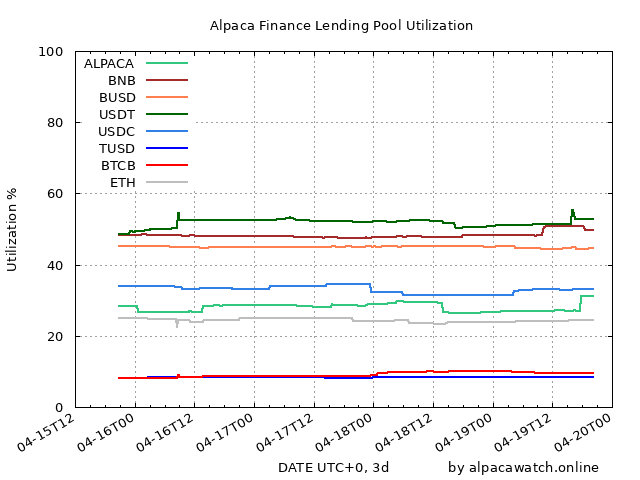 Alpaca Finance Lending Pool Utilization
100
80
60
40
20
0
Utilization %
ALPACA
BNB
BUSD
USDT
USDC
TUSD
BTCB
ETH
04-15T12
04-16T00
04-16T12
04-17T00
04-17T12
04-18T00
04-18T12
04-19T00
04-19T12
04-20T00
DATE UTC+0, 3d
by alpacawatch.online